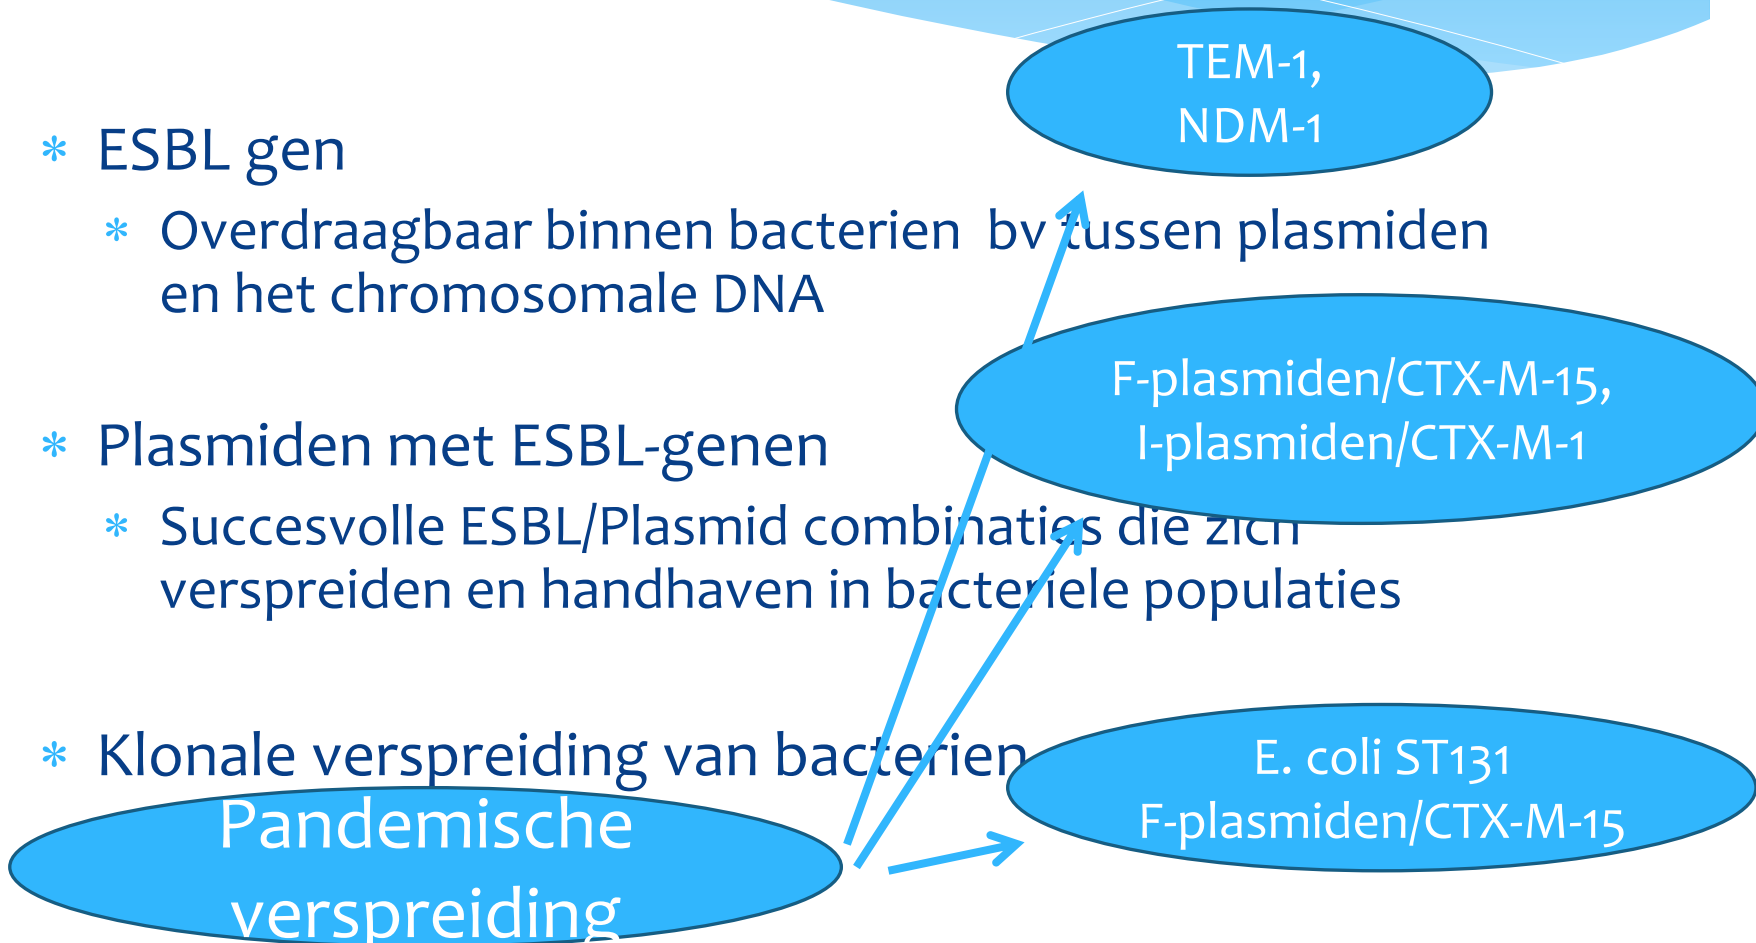 TEM-1,
NDM-1
* ESBL gen
* Overdraagbaar binnen bacterien bv tussen plasmiden
en het chromosomale DNA
F-plasmiden/CTX-M-15,
I-plasmiden/CTX-M-1
* Plasmiden met ESBL-genen
* Succesvolle ESBL/Plasmid combinaties die zich
verspreiden en handhaven in bacteriele populaties
* Klonale verspreiding van bacterien
E. coli ST131
F-plasmiden/CTX-M-15
Pandemische
verspreiding